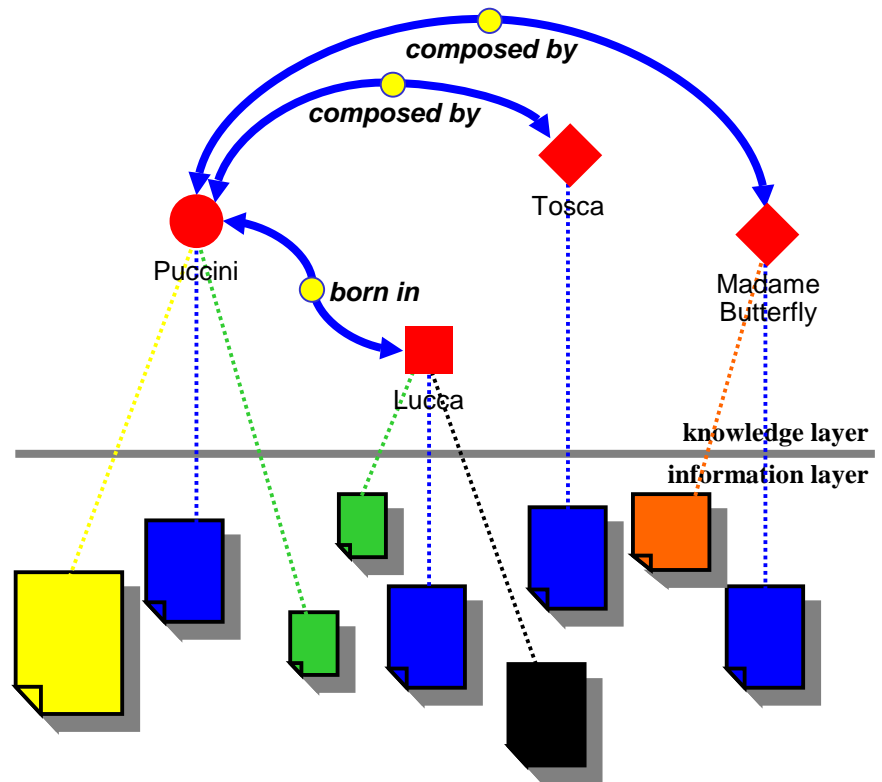 composed by
composed by
Tosca
Puccini
born in
Madame
Butterfly
Lucca
knowledge layer
information layer